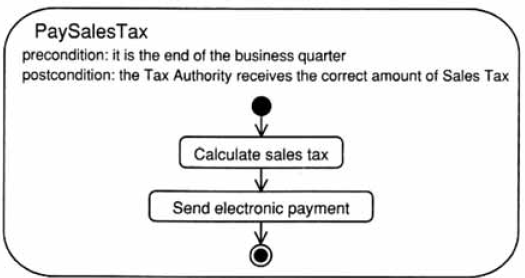 PaySalesTax
precondition: it is the end of the business quarter
postcondition: the Tax Authority receives the correct amount of Sales Tax
Calculate sales tax
Send electronic payment